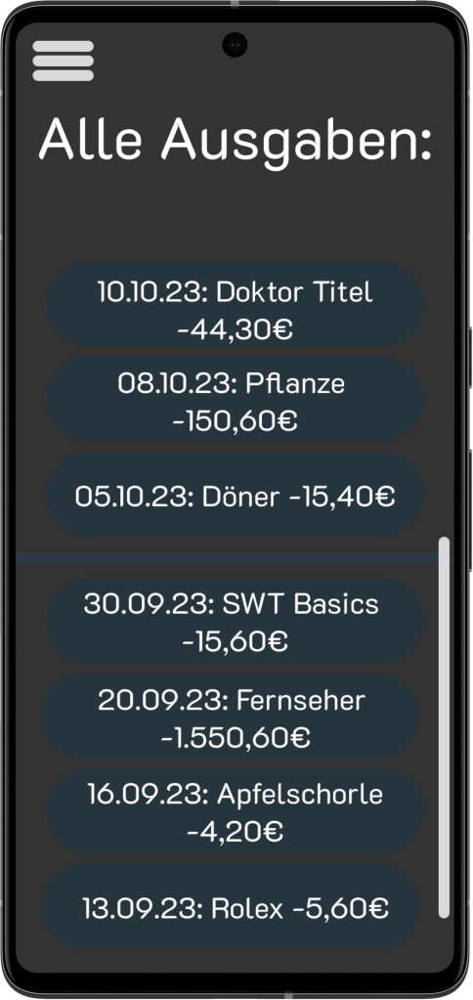 Alle Ausgaben:
10.10.23: Doktor Titel
-44,30€
08.10.23: Pflanze
-150,60€
05.10.23: Döner -15,40€
30.09.23: SWT Basics
-15,60€
20.09.23: Fernseher
-1.550,60€
16.09.23: Apfelschorle
-4,20€
13.09.23: Rolex -5,60€